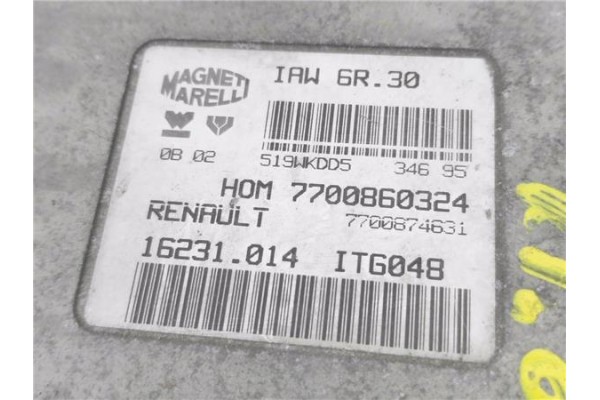 MAGNETI
MARELLI
IAW 6R.30
08 02
519WKDD5 346 95
HOM 7700860324
RENAULT 7700874631
16231.014 ITG048